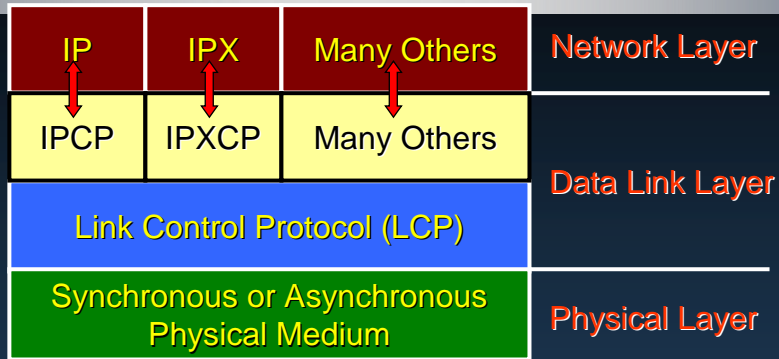 IP IPX Many Others Network Layer
IPCP IPXCP Many Others
Data Link Layer
Link Control Protocol (LCP)
Synchronous or Asynchronous
Physical Medium
Physical Layer